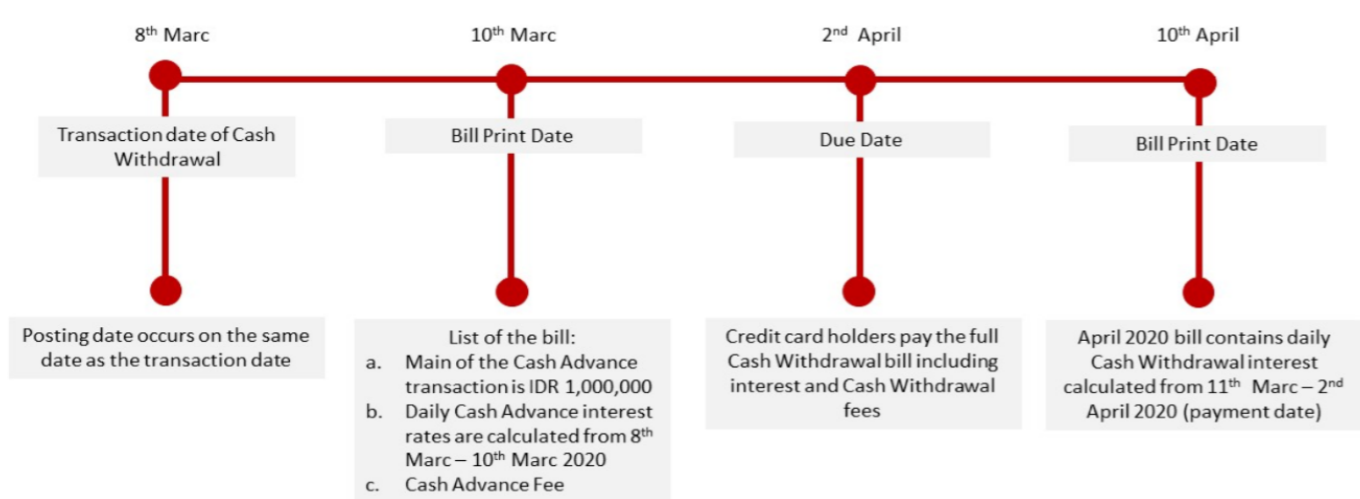 8th Marc
10th Marc
2nd April
10th April
Transaction date of Cash
Withdrawal
Bill Print Date
Due Date
Bill Print Date
Posting date occurs on the same
date as the transaction date
List of the bill:
a. Main of the Cash Advance
transaction is IDR 1,000,000
b. Daily Cash Advance interest
rates are calculated from 8th
Marc – 10th Marc 2020
c. Cash Advance Fee
Credit card holders pay the full
Cash Withdrawal bill including
interest and Cash Withdrawal
fees
April 2020 bill contains daily
Cash Withdrawal interest
calculated from 11th Marc – 2nd
April 2020 (payment date)